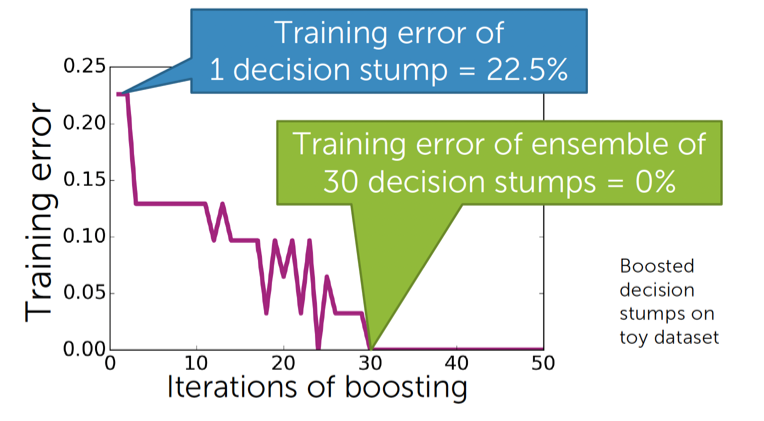 Training error of
1 decision stump = 22.5%
Training error of ensemble of
30 decision stumps = 0%
Training error
0.25
0.20
0.15
0.10
0.05
0.00
0 10 20 30 40 50
Iterations of boosting
Boosted
decision
stumps on
toy dataset